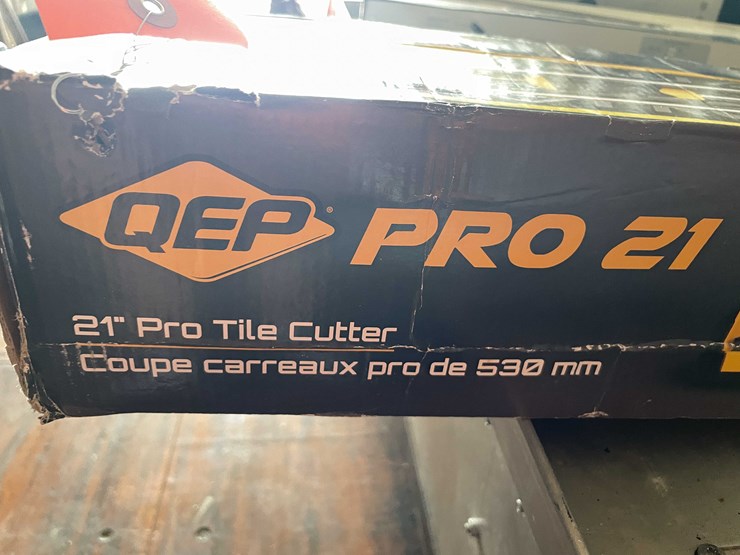 QEP PRO 21
21" Pro Tile Cutter
Coupe carreaux pro de 530 mm